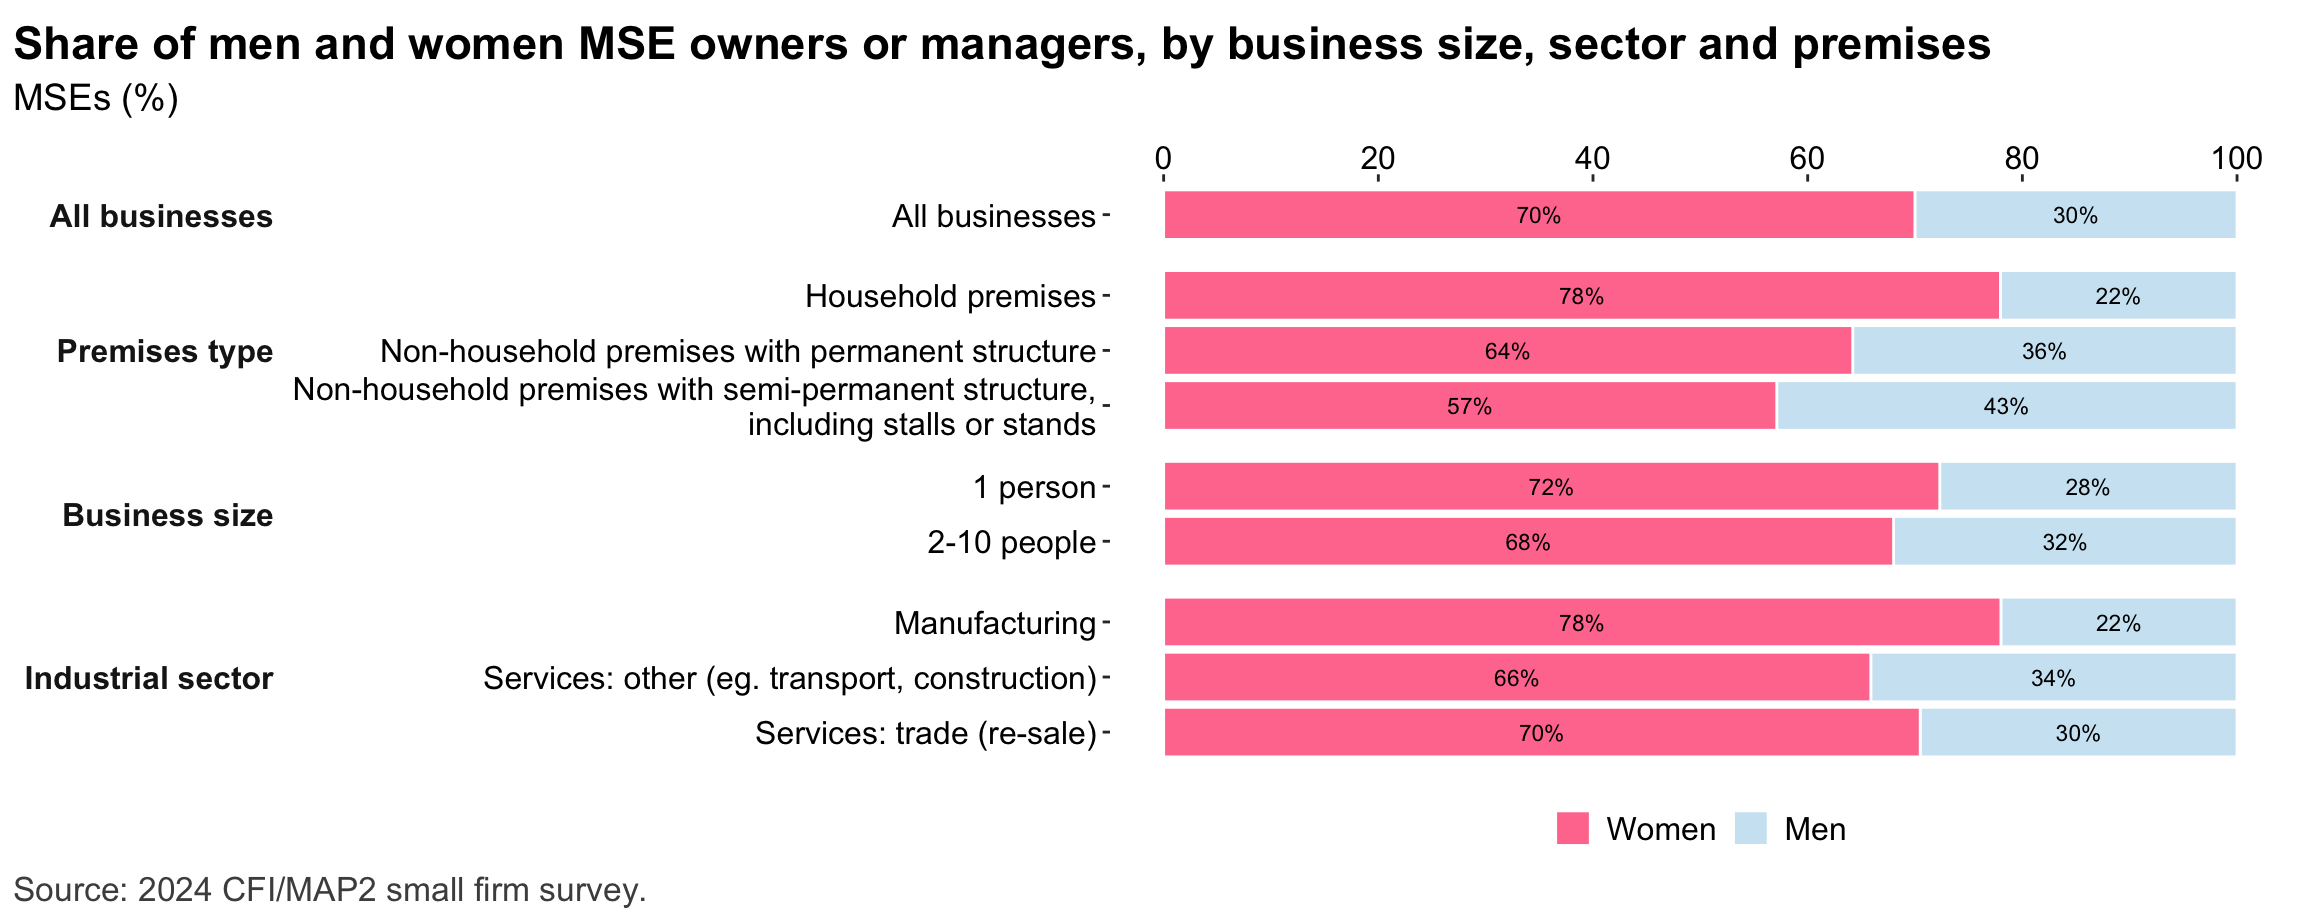 Share of men and women MSE owners or managers, by business size, sector and premises
MSEs (%)
0 20 40 60 80 100
All businesses
All businesses 70% 30%
Premises type
Household premises 78% 22%
Non-household premises with permanent structure 64% 36%
Non-household premises with semi-permanent structure,
including stalls or stands 57% 43%
Business size
1 person 72% 28%
2-10 people 68% 32%
Industrial sector
Manufacturing 78% 22%
Services: other (eg. transport, construction) 66% 34%
Services: trade (re-sale) 70% 30%
Women Men
Source: 2024 CFI/MAP2 small firm survey.